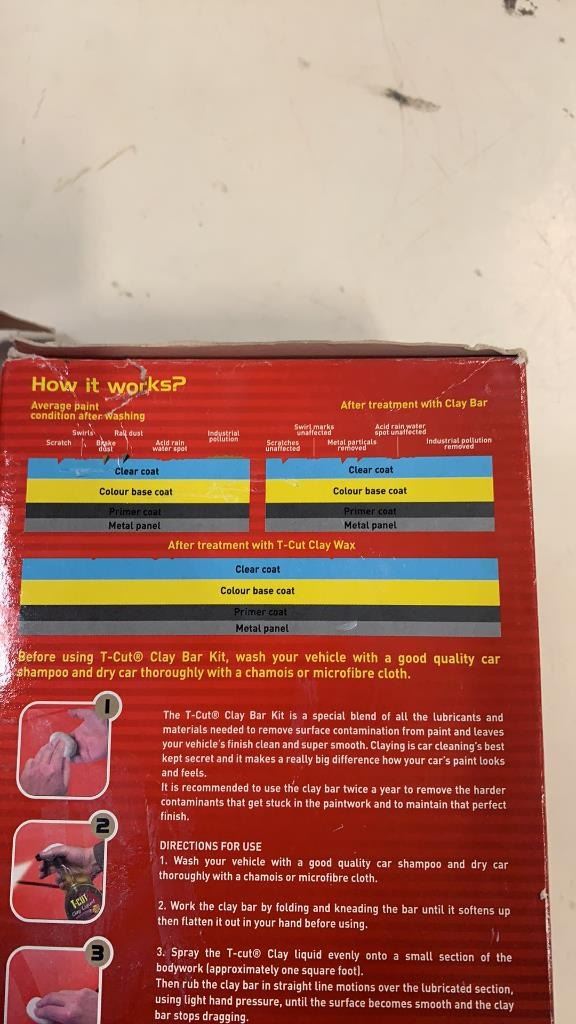 How it works?
Average paint
condition after washing
After treatment with Clay Bar
Scratch
Swirls
Brake
dust
Rail dust
Acid rain
water spot
Industrial
pollution
Scratches
unaffected
Swirl marks
unaffected
Metal particals
removed
Acid rain water
spot unaffected
Industrial pollution
removed
Clear coat
Colour base coat
Primer coat
Metal panel
Clear coat
Colour base coat
Primer coat
Metal panel
After treatment with T-Cut Clay Wax
Clear coat
Colour base coat
Primer coat
Metal panel
Before using T-Cut® Clay Bar Kit, wash your vehicle with a good quality car
shampoo and dry car thoroughly with a chamois or microfibre cloth.
1
The T-Cut® Clay Bar Kit is a special blend of all the lubricants and
materials needed to remove surface contamination from paint and leaves
your vehicle's finish clean and super smooth. Claying is car cleaning's best
kept secret and it makes a really big difference how your car's paint looks
and feels.
It is recommended to use the clay bar twice a year to remove the harder
contaminants that get stuck in the paintwork and to maintain that perfect
finish.
2
T-CUT
Clay Liquid
DIRECTIONS FOR USE
1. Wash your vehicle with a good quality car shampoo and dry car
thoroughly with a chamois or microfibre cloth.
2. Work the clay bar by folding and kneading the bar until it softens up
then flatten it out in your hand before using.
3
3. Spray the T-cut® Clay liquid evenly onto a small section of the
bodywork (approximately one square foot).
Then rub the clay bar in straight line motions over the lubricated section,
using light hand pressure, until the surface becomes smooth and the clay
bar stops dragging.